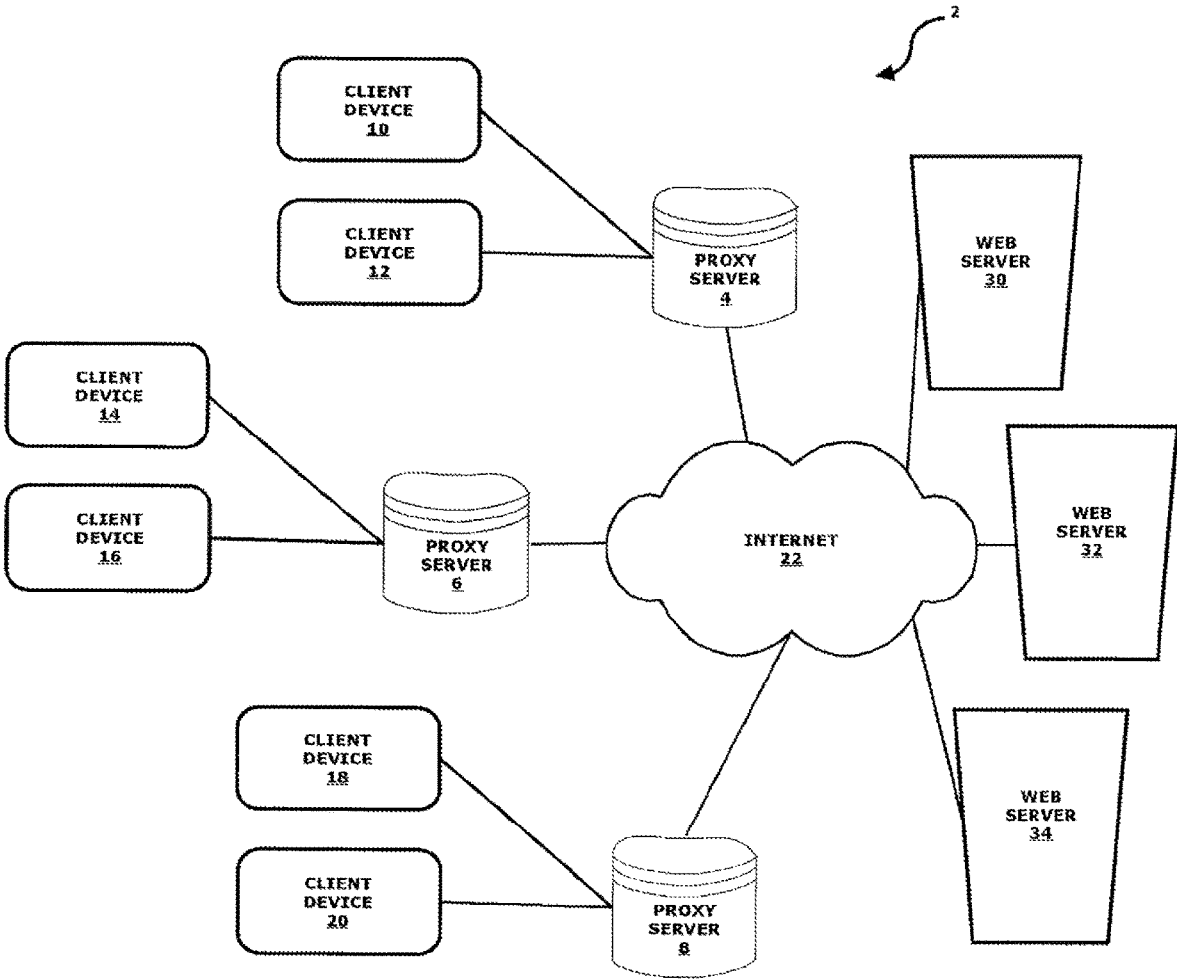 2
CLIENT
DEVICE
10
CLIENT
DEVICE
12
PROXY
SERVER
4
WEB
SERVER
30
CLIENT
DEVICE
14
CLIENT
DEVICE
16
PROXY
SERVER
6
INTERNET
22
WEB
SERVER
32
CLIENT
DEVICE
18
CLIENT
DEVICE
20
PROXY
SERVER
8
WEB
SERVER
34